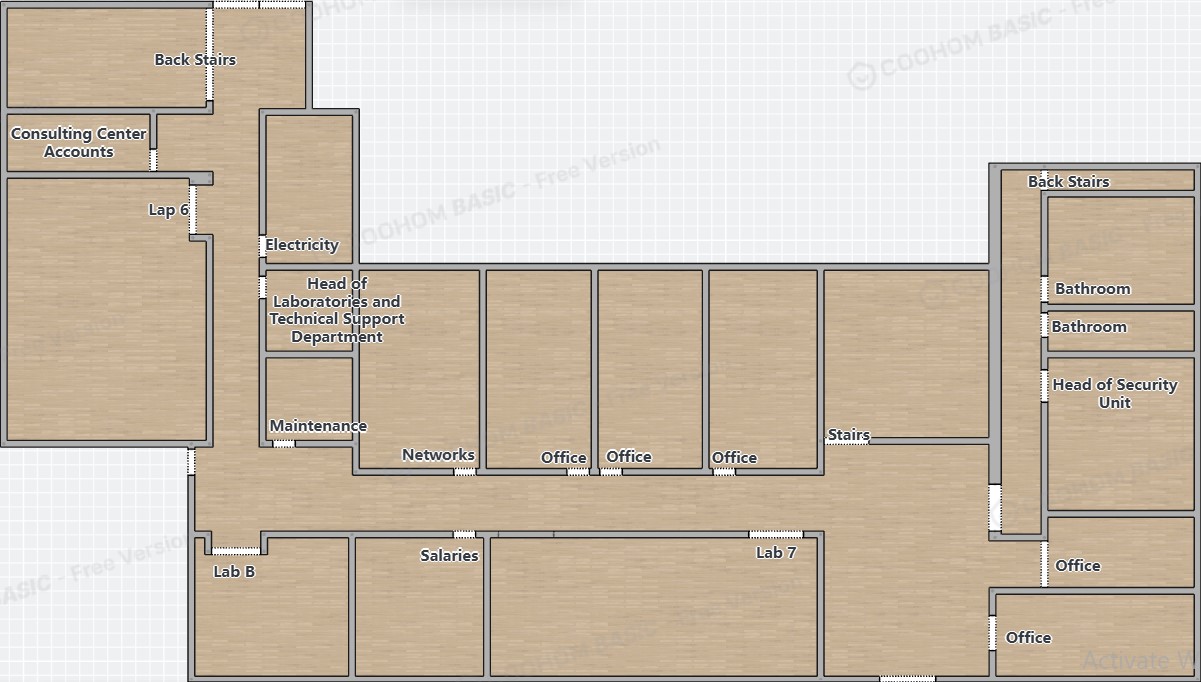 COOHOM BASIC - Free Version
Back Stairs
Consulting Center
Accounts
Lap 6
Electricity
Head of
Laboratories and
Technical Support
Department
Maintenance
Networks
Office
Office
Office
Stairs
Back Stairs
Bathroom
Bathroom
Head of Security
Unit
Office
Office
Lab B
Salaries
Lab 7
COOHOM BASIC - Free Version
BASIC - Free Version
Activate W